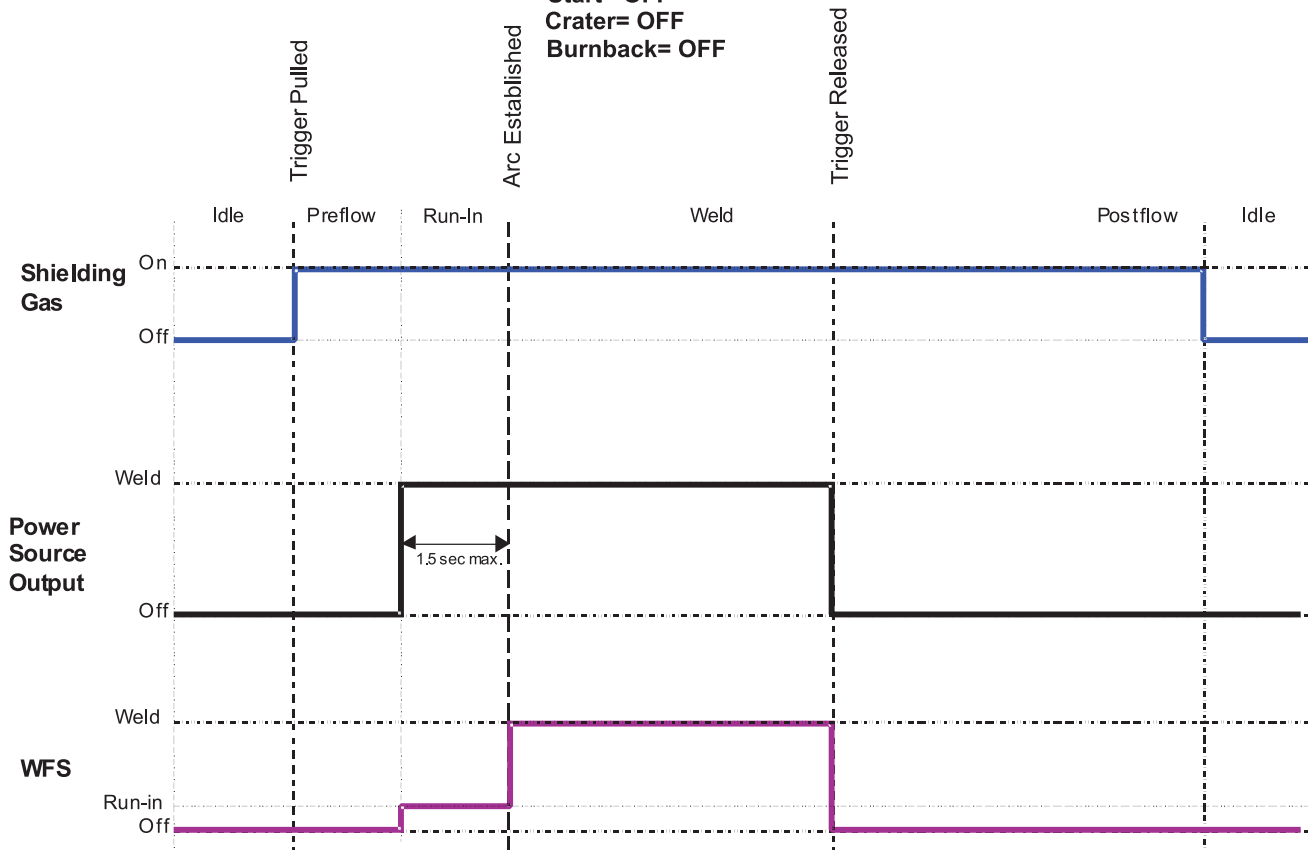 Crater= OFF
Burnback= OFF
Trigger Pulled
Arc Established
Trigger Released
Idle Preflow Run-In Weld Postflow Idle
Shielding Gas
On
Off
Weld
Power Source Output
1.5 sec max.
Off
Weld
WFS
Run-in
Off